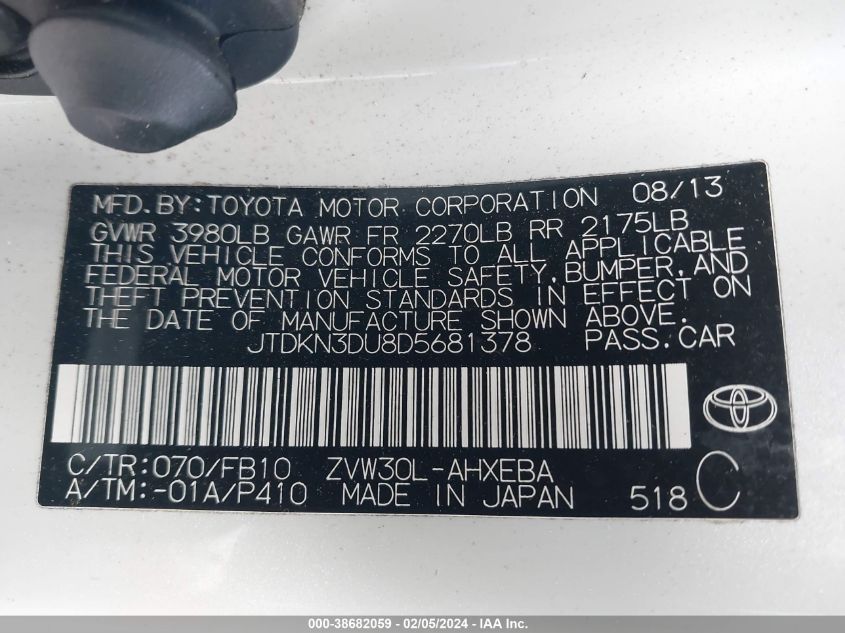 MFD.BY:TOYOTA MOTOR CORPORATION 08/13
GVWR 3980LB GAWR FR 2270LB RR 2175LB
THIS VEHICLE CONFORMS TO ALL APPLICABLE
FEDERAL MOTOR VEHICLE SAFETY,BUMPER,AND
THEFT PREVENTION STANDARDS IN EFFECT ON
THE DATE OF MANUFACTURE SHOWN ABOVE.
JTDKN3DU8D5681378 PASS.CAR
C/TR:070/FB10 ZVW30L-AHXEBA
A/TM:-01A/P410 MADE IN JAPAN 518 C
000-38682059 - 02/05/2024 - IAA Inc.